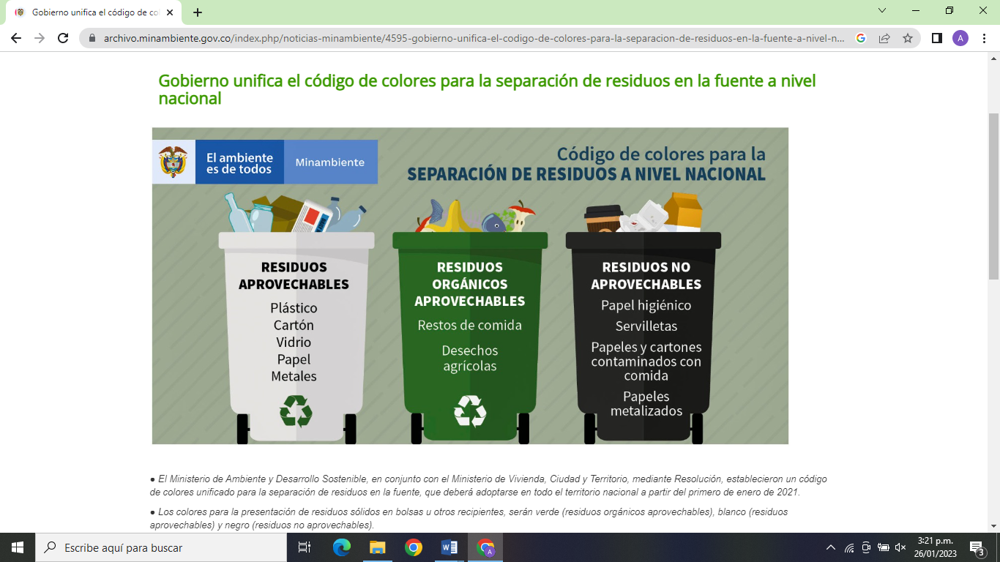 Gobierno unifica el código de co
archivo.minambiente.gov.co/index.php/noticias-minambiente/4595-gobierno-unifica-el-codigo-de-colores-para-la-separacion-de-residuos-en-la-fuente-a-nivel-n...
A
Gobierno unifica el código de colores para la separación de residuos en la fuente a nivel
nacional
El ambiente
es de todos
Minambiente
Código de colores para la
SEPARACIÓN DE RESIDUOS A NIVEL NACIONAL
RESIDUOS
APROVECHABLES
Plástico
Cartón
Vidrio
Papel
Metales
RESIDUOS
ORGÁNICOS
APROVECHABLES
Restos de comida
Desechos
agrícolas
RESIDUOS NO
APROVECHABLES
Papel higiénico
Servilletas
Papeles y cartones
contaminados con
comida
Papeles
metalizados
● El Ministerio de Ambiente y Desarrollo Sostenible, en conjunto con el Ministerio de Vivienda, Ciudad y Territorio, mediante Resolución, establecieron un código
de colores unificado para la separación de residuos en la fuente, que deberá adoptarse en todo el territorio nacional a partir del primero de enero de 2021.
● Los colores para la presentación de residuos sólidos en bolsas u otros recipientes, serán verde (residuos orgánicos aprovechables), blanco (residuos
aprovechables) y negro (residuos no aprovechables).
Escribe aquí para buscar
3:21 p.m.
26/01/2023
3